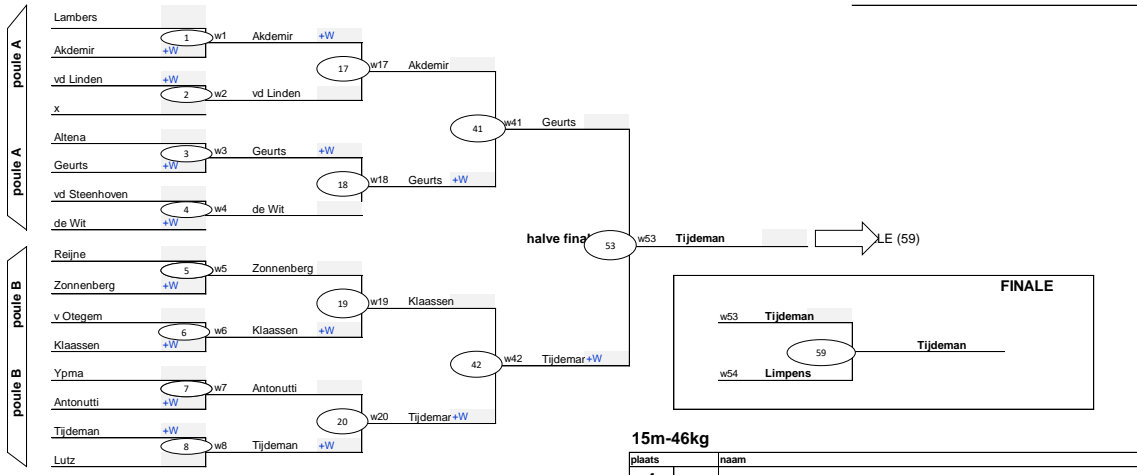 poule A
poule A
Lambers
1 w1 Akdemir +W
Akdemir +W
17 w17 Akdemir
vd Linden +W
2 w2 vd Linden
x
41 w41 Geurts
Altena
3 w3 Geurts +W
Geurts +W
18 w18 Geurts +W
vd Steenhoven
4 w4 de Wit
de Wit +W
halve final 53 w53 Tijdeman LE (59)
poule B
poule B
Reijne
5 w5 Zonnenberg
Zonnenberg +W
19 w19 Klaassen
v Otegem
6 w6 Klaassen +W
Klaassen +W
42 w42 Tijdemar +W
Ypma
7 w7 Antonutti
Antonutti +W
20 w20 Tijdemar +W
Tijdeman +W
8 w8 Tijdeman +W
Lutz
FINALE
w53 Tijdeman
59 Tijdeman
w54 Limpens
15m-46kg
plaats naam